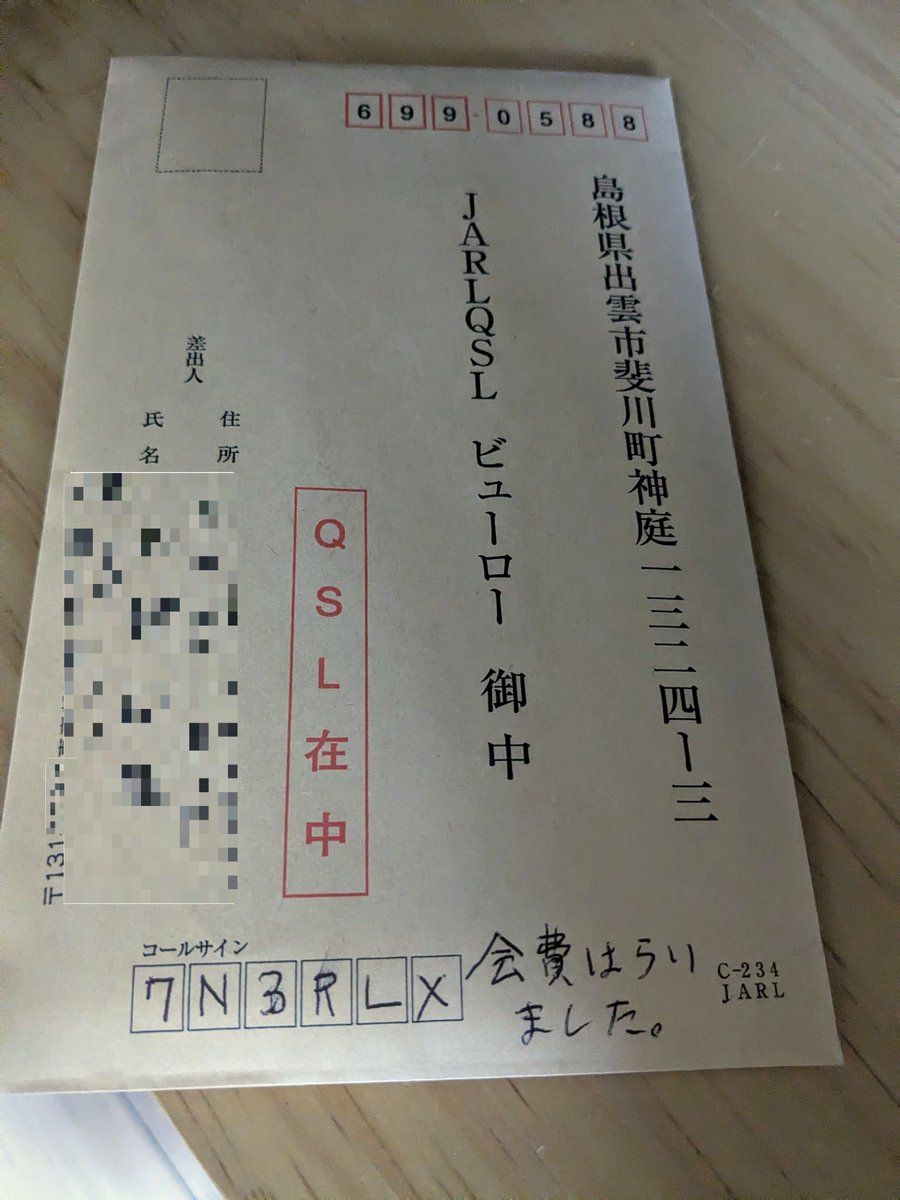 6990588
島根県出雲市斐川町神庭一三二四ー三
JARLQSL ビューロー 御中
QSL在中
差出人
住所
氏名
〒131
コールサイン
7N3RLX
会費はらい
ました。
C-234
JARL